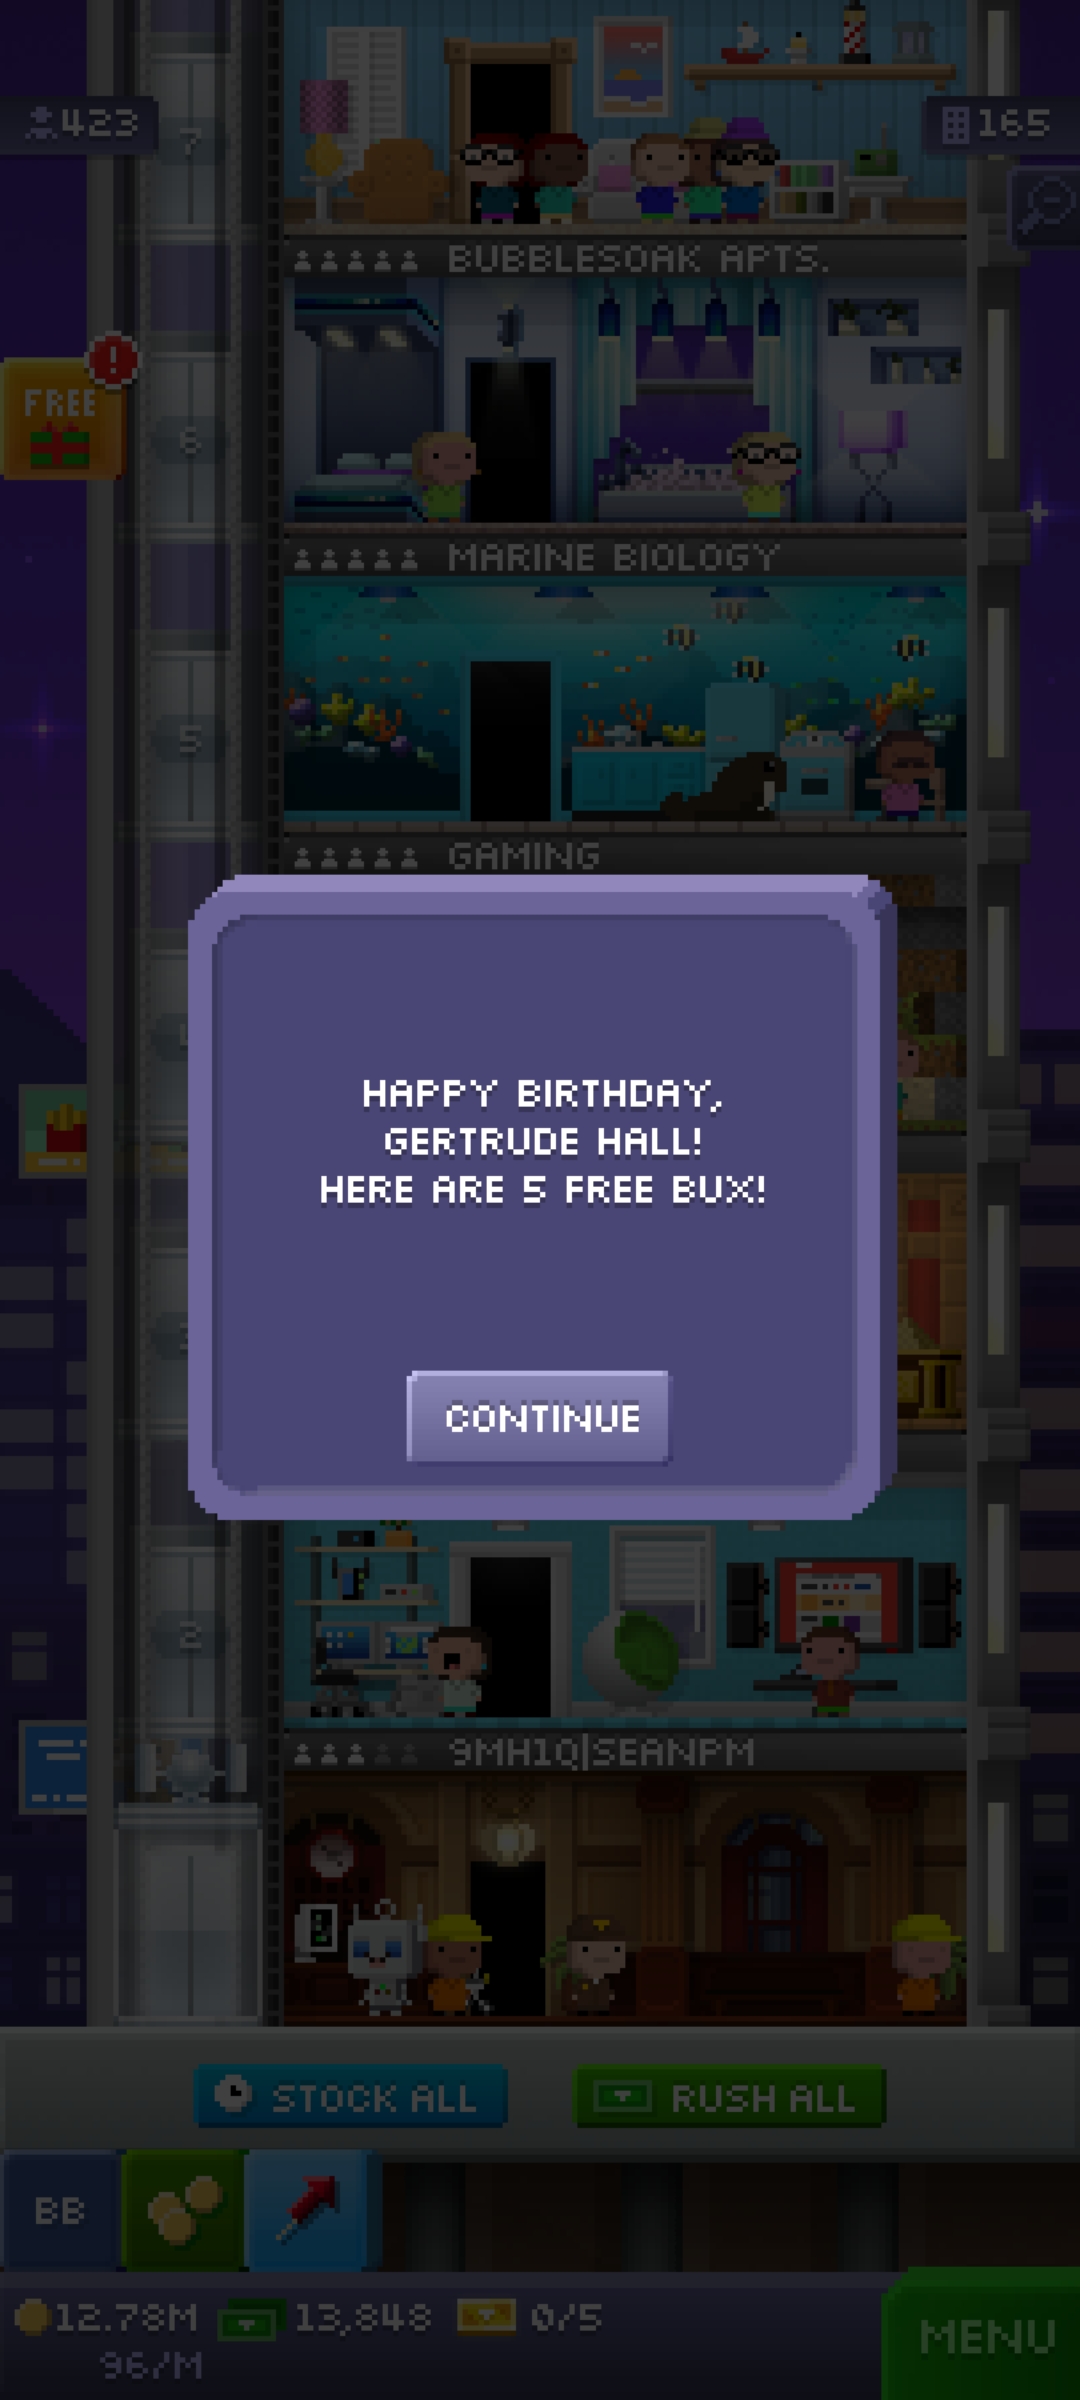 423
165
7
BUBBLESOAK APTS.
FREE
!
6
MARINE BIOLOGY
5
GAMING
HAPPY BIRTHDAY,
GERTRUDE HALL!
HERE ARE 5 FREE BUX!
CONTINUE
2
9MH1Q|SEANPM
STOCK ALL
RUSH ALL
BB
12.78M
13,848
0/5
96/M
MENU